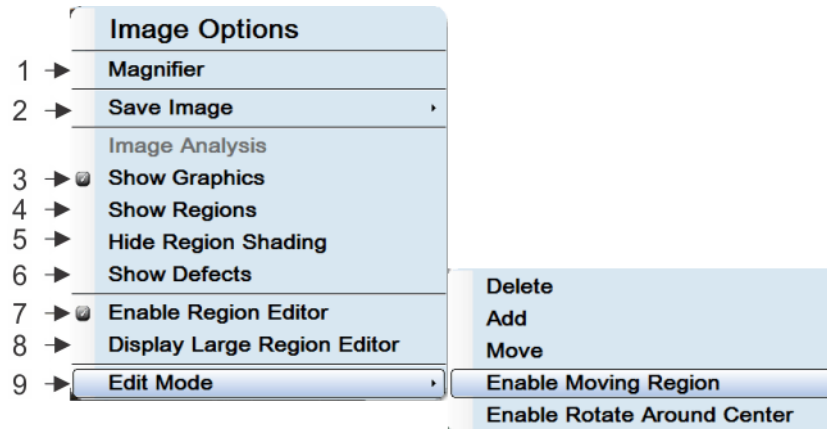 Image Options
1 Magnifier
2 Save Image
Image Analysis
3 Show Graphics
4 Show Regions
5 Hide Region Shading
6 Show Defects
7 Enable Region Editor
8 Display Large Region Editor
9 Edit Mode
Delete
Add
Move
Enable Moving Region
Enable Rotate Around Center